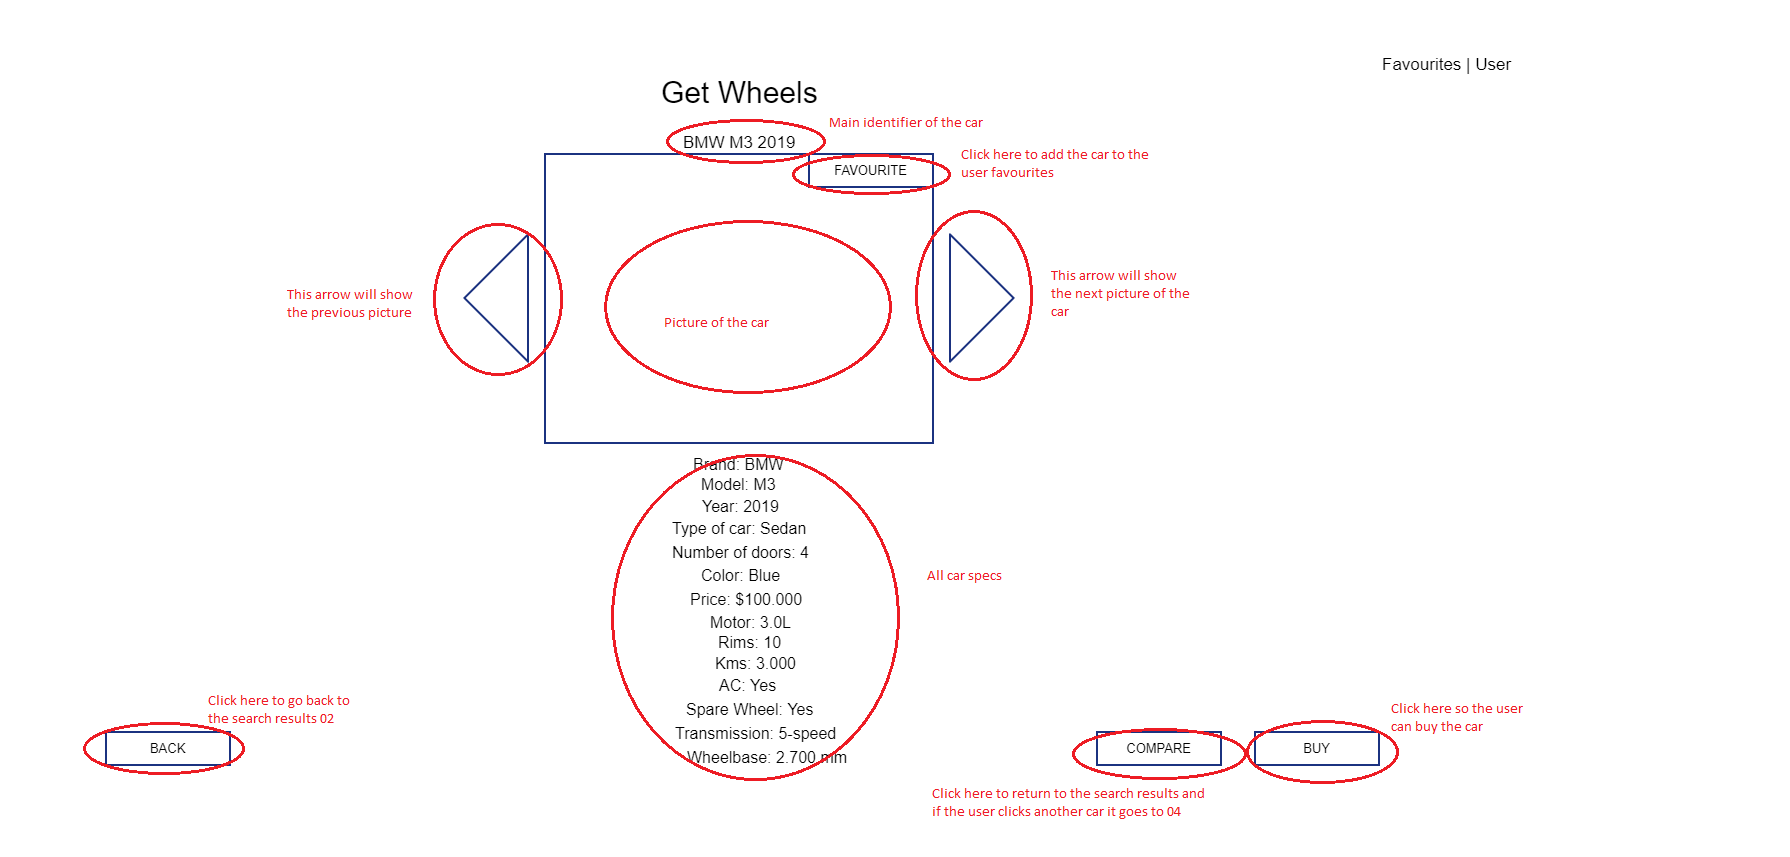 Favourites | User
Get Wheels
Main identifier of the car
BMW M3 2019
Click here to add the car to the
user favourites
FAVOURITE
This arrow will show
the next picture of the
car
This arrow will show
the previous picture
Picture of the car
Brand: BMW
Model: M3
Year: 2019
Type of car: Sedan
Number of doors: 4
Color: Blue
All car specs
Price: $100.000
Motor: 3.0L
Rims: 10
Kms: 3.000
AC: Yes
Spare Wheel: Yes
Transmission: 5-speed
Wheelbase: 2.700 mm
Click here to go back to
the search results 02
BACK
Click here so the user
can buy the car
COMPARE
BUY
Click here to return to the search results and
if the user clicks another car it goes to 04